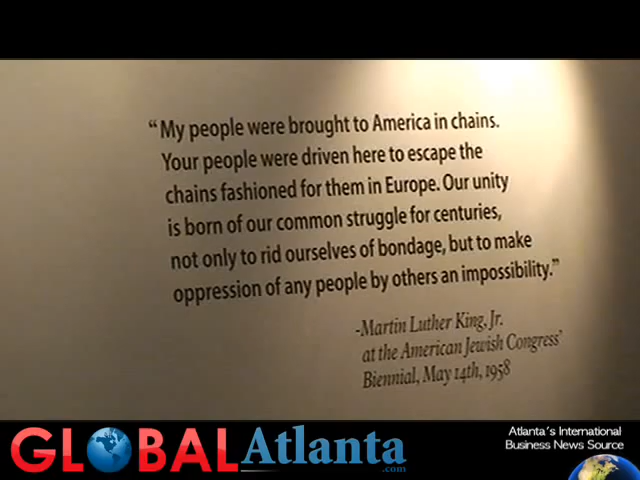 “My people were brought to America in chains.
Your people were driven here to escape the
chains fashioned for them in Europe. Our unity
is born of our common struggle for centuries,
not only to rid ourselves of bondage, but to make
oppression of any people by others an impossibility.”
-Martin Luther King, Jr.
at the American Jewish Congress’
Biennial, May 14th, 1958
GLOBALAtlanta
.com
Atlanta´s International
Business News Source